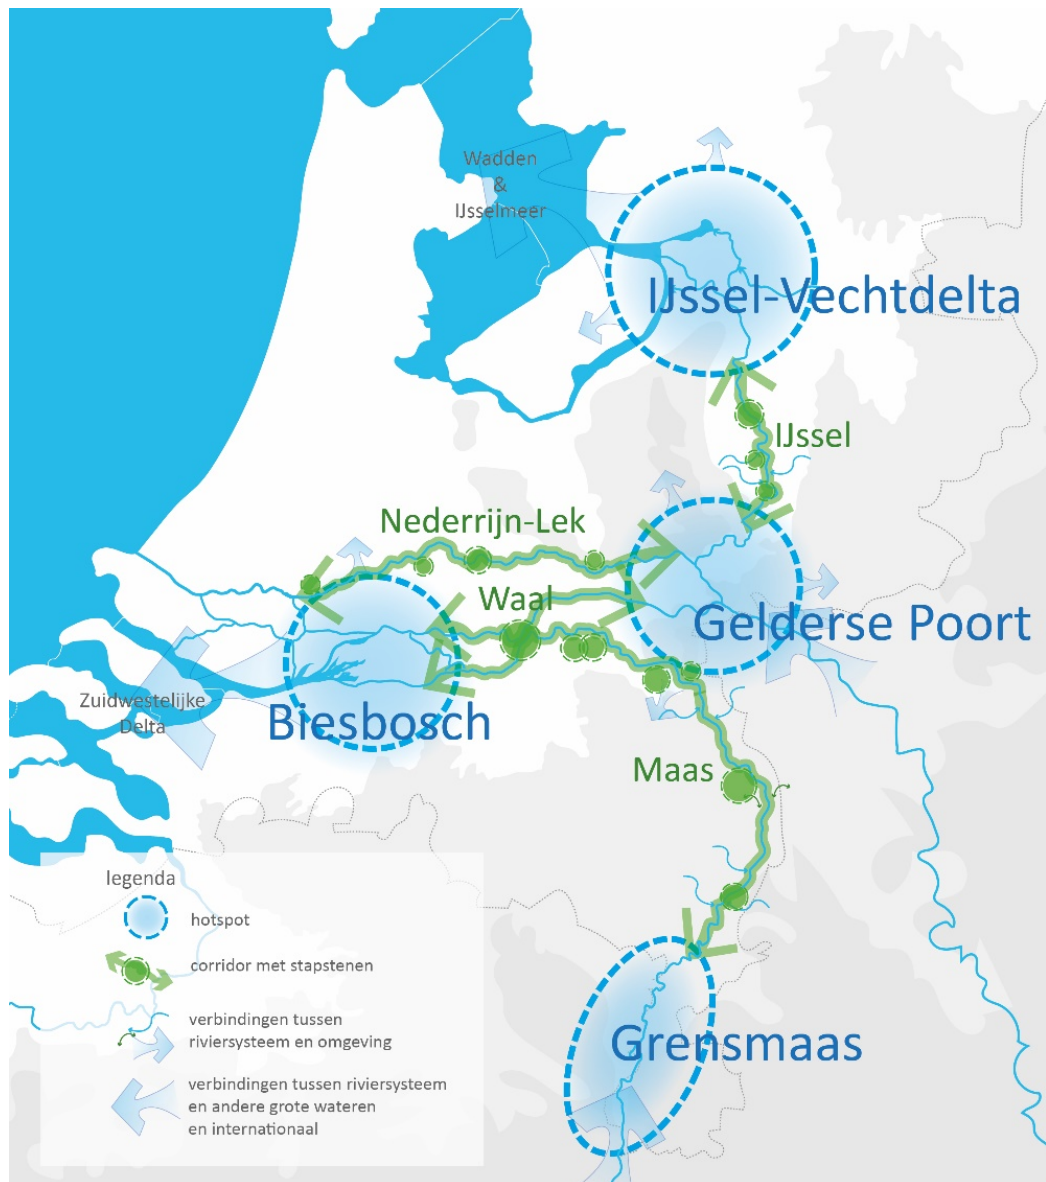 Wadden
&
IJsselmeer
IJssel-Vechtdelta
IJssel
Nederrijn-Lek
Waal
Gelderse Poort
Zuidwestelijke
Delta
Biesbosch
Maas
Grensmaas
legenda
hotspot
corridor met stapstenen
verbindingen tussen
riviersysteem en omgeving
verbindingen tussen riviersysteem
en andere grote wateren
en internationaal